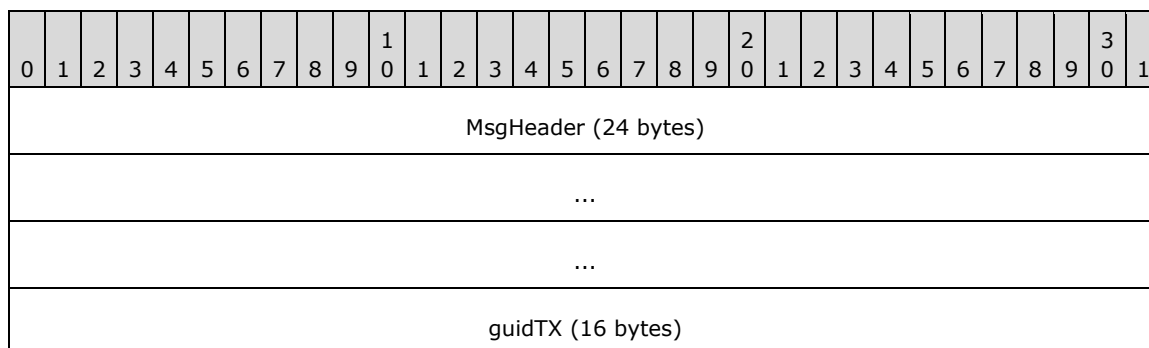 1 2 3
0 1 2 3 4 5 6 7 8 9 0 1 2 3 4 5 6 7 8 9 0 1 2 3 4 5 6 7 8 9 0 1
MsgHeader (24 bytes)
...
...
guidTX (16 bytes)